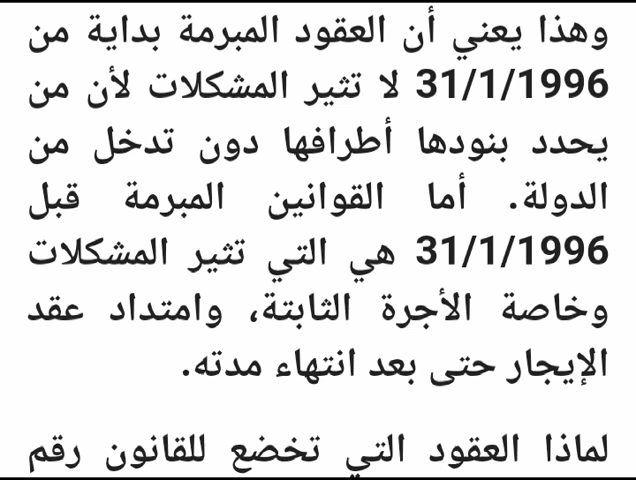 وهذا يعني أن العقود المبرمة بداية من
31/1/1996 لا تثير المشكلات لأن من
يحدد بنودها أطرافها دون تدخل من
الدولة. أما القوانين المبرمة قبل
31/1/1996 هي التي تثير المشكلات
وخاصة الأجرة الثابتة، وامتداد عقد
الإيجار حتى بعد انتهاء مدته.
لماذا العقود التي تخضع للقانون رقم